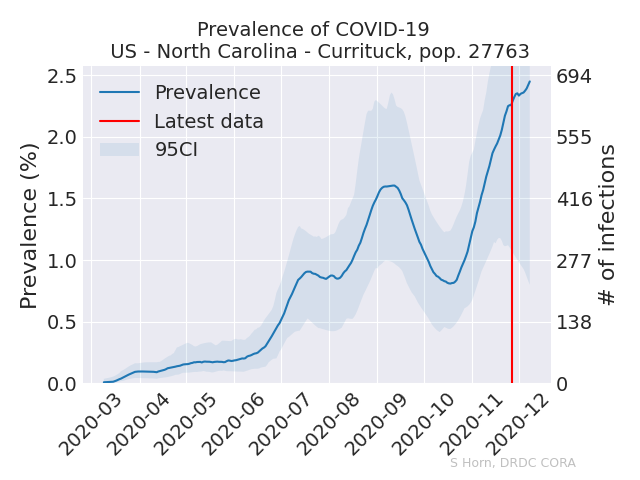 Prevalence of COVID-19
US - North Carolina - Currituck, pop. 27763
Prevalence
Latest data
95CI
Prevalence (%)
2.5
2.0
1.5
1.0
0.5
0.0
694
555
416
277
138
0
# of infections
2020-03
2020-04
2020-05
2020-06
2020-07
2020-08
2020-09
2020-10
2020-11
2020-12
S Horn, DRDC CORA